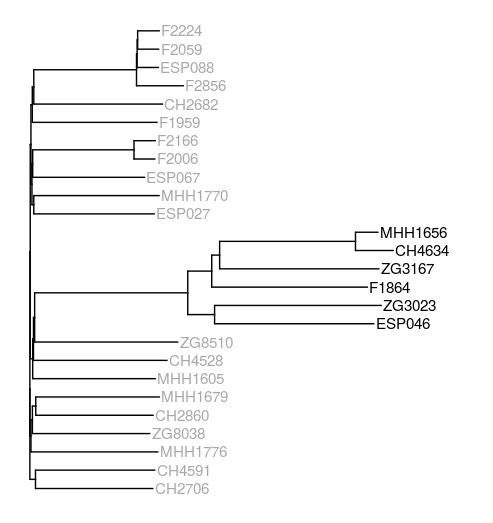 F2224
F2059
ESP088
F2856
CH2682
F1959
F2166
F2006
ESP067
MHH1770
ESP027
MHH1656
CH4634
ZG3167
F1864
ZG3023
ESP046
ZG8510
CH4528
MHH1605
MHH1679
CH2860
ZG8038
MHH1776
CH4591
CH2706